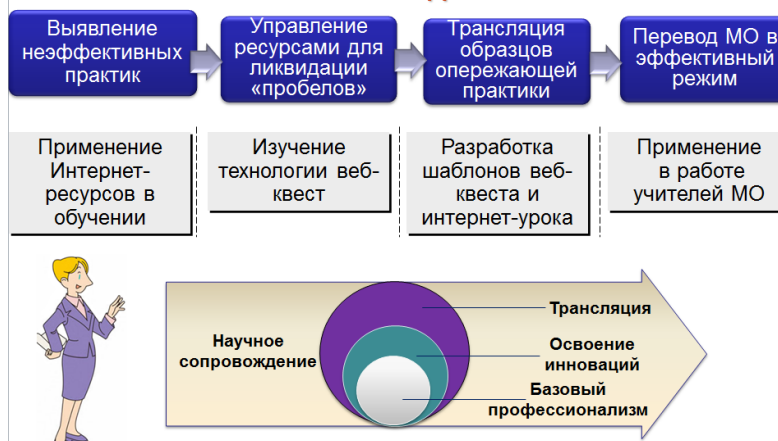 Выявление
неэффективных
практик
Управление
ресурсами для
ликвидации
«пробелов»
Трансляция
образцов
опережающей
практики
Перевод МО в
эффективный
режим
Применение
Интернет-
ресурсов в
обучении
Изучение
технологии веб-
квест
Разработка
шаблонов веб-
квеста и
интернет-урока
Применение
в работе
учителей МО
Научное
сопровождение
Трансляция
Освоение
инноваций
Базовый
профессионализм